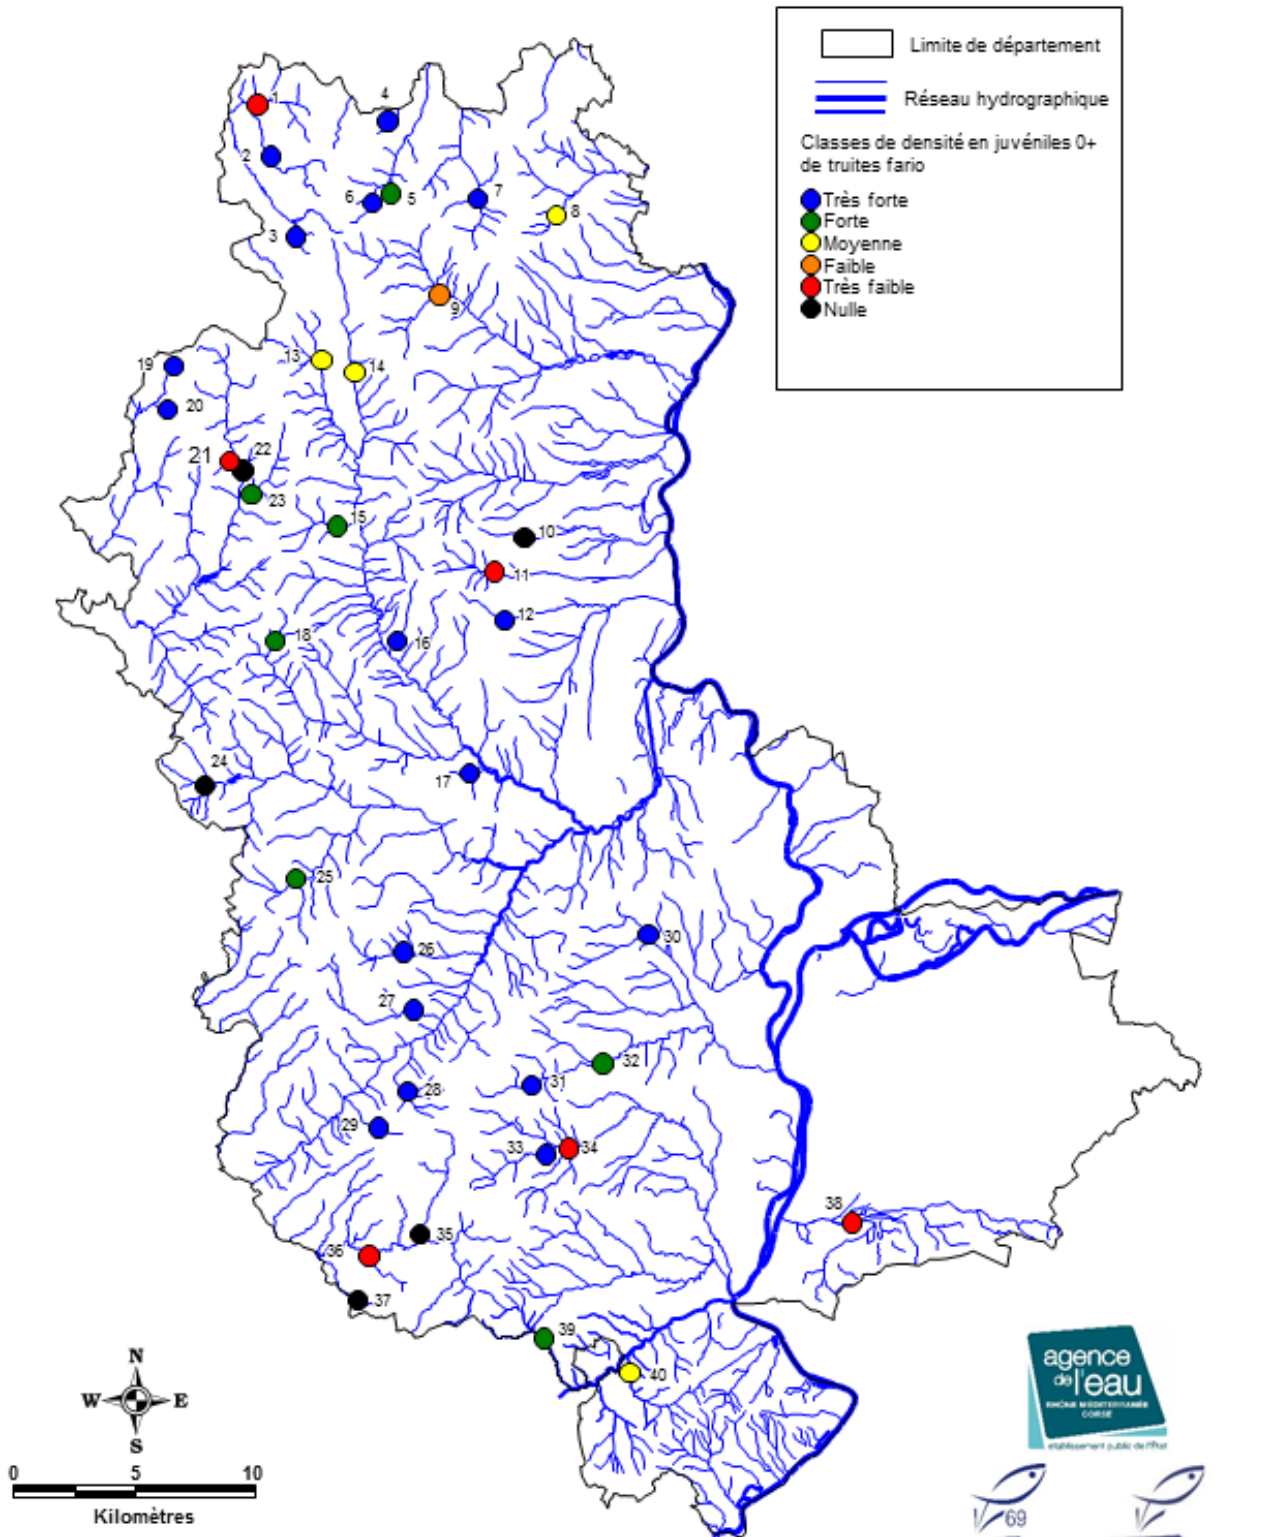 Limite de département
Réseau hydrographique
Classes de densité en juvéniles 0+
de truites fario
Très forte
Forte
Moyenne
Faible
Très faible
Nulle
1
4
2
6
5
7
8
3
9
13
14
19
20
21
22
23
15
10
11
12
18
16
24
17
25
30
26
27
32
31
28
29
33
34
38
35
36
37
39
40
N
W
E
S
0
5
10
Kilomètres
agence
de l'eau
RHÔNE MÉDITERRANÉE
CORSE
établissement public de l'État
69